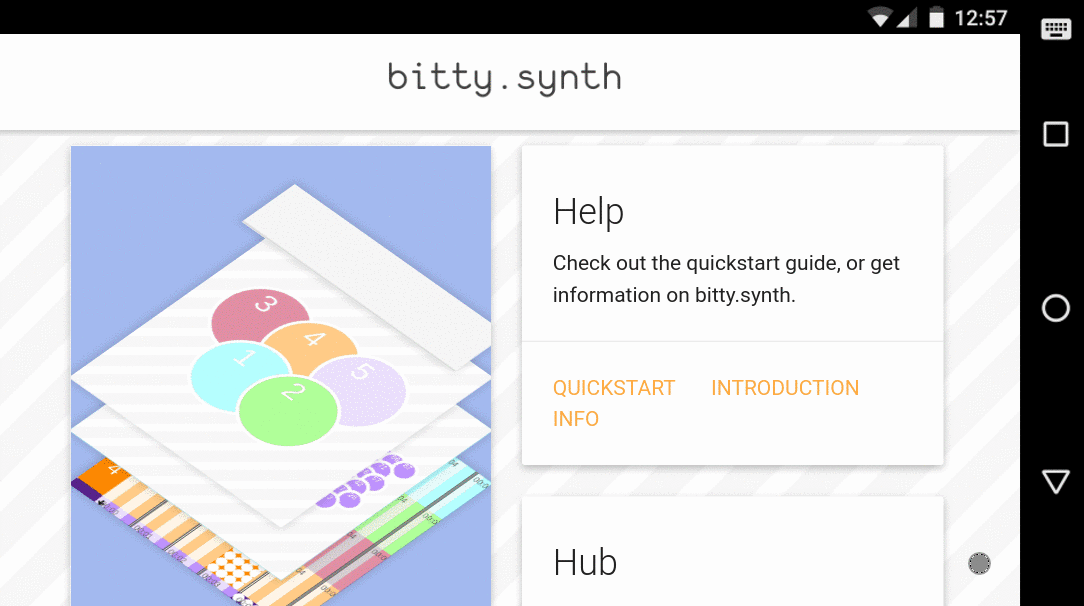 12:57
bitty.synth
3
4
1
5
2
4
Help
Check out the quickstart guide, or get
information on bitty.synth.
QUICKSTART INTRODUCTION
INFO
Hub